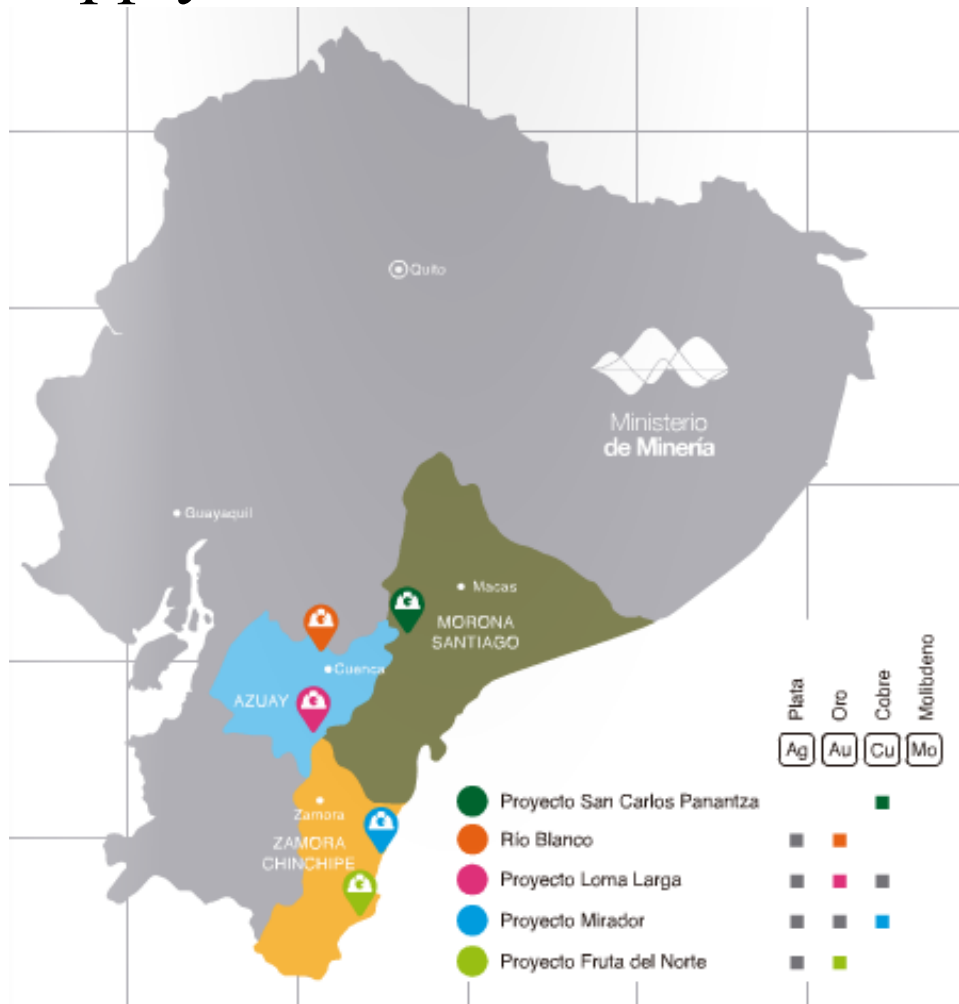 Quito
Ministerio
de Minería
Guayaquil
Macas
MORONA
SANTIAGO
Cuenca
AZUAY
Zamora
ZAMORA
CHINCHIPE
Plata
Oro
Cobre
Molibdeno
Ag
Au
Cu
Mo
Proyecto San Carlos Panantza
Río Blanco
Proyecto Loma Larga
Proyecto Mirador
Proyecto Fruta del Norte